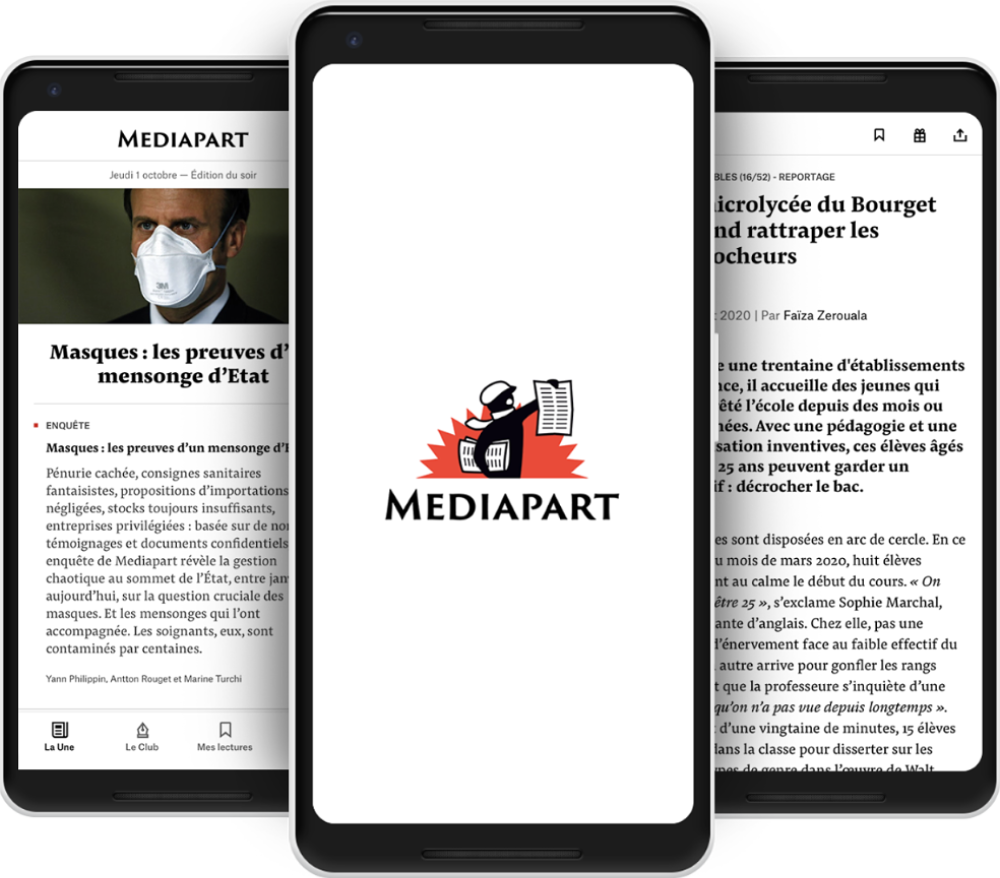 MEDIAPART
Jeudi 1 octobre — Édition du soir
3M
Masques : les preuves d'
mensonge d'Etat
ENQUÊTE
Masques : les preuves d'un mensonge d'
Pénurie cachée, consignes sanitaires
fantaisistes, propositions d'importations
négligées, stocks toujours insuffisants,
entreprises privilégiées : basée sur de
témoignages et documents confidentiels
enquête de Mediapart révèle la gestion
chaotique au sommet de l'État, entre
aujourd'hui, sur la question cruciale des
masques. Et les mensonges qui l'ont
accompagnée. Les soignants, eux, sont
contaminés par centaines.
Yann Philippin, Antton Rouget et Marine Turchi
La Une
Le Club
Mes lectures
MEDIAPART
BLES (16/52) - REPORTAGE
icrolycée du Bourget
nd rattraper les
ocheurs
2020 | Par Faïza Zerouala
e une trentaine d'établissements
nce, il accueille des jeunes qui
été l'école depuis des mois ou
nées. Avec une pédagogie et une
sation inventives, ces élèves âgés
25 ans peuvent garder un
if : décrocher le bac.
es sont disposées en arc de cercle. En ce
u mois de mars 2020, huit élèves
nt au calme le début du cours. « On
être 25 », s'exclame Sophie Marchal,
ante d'anglais. Chez elle, pas une
d'énervement face au faible effectif du
autre arrive pour gonfler les rangs
t que la professeure s'inquiète d'une
qu'on n'a pas vue depuis longtemps ».
d'une vingtaine de minutes, 15 élèves
dans la classe pour disserter sur les
pes de genre dans l'œuvre de Walt